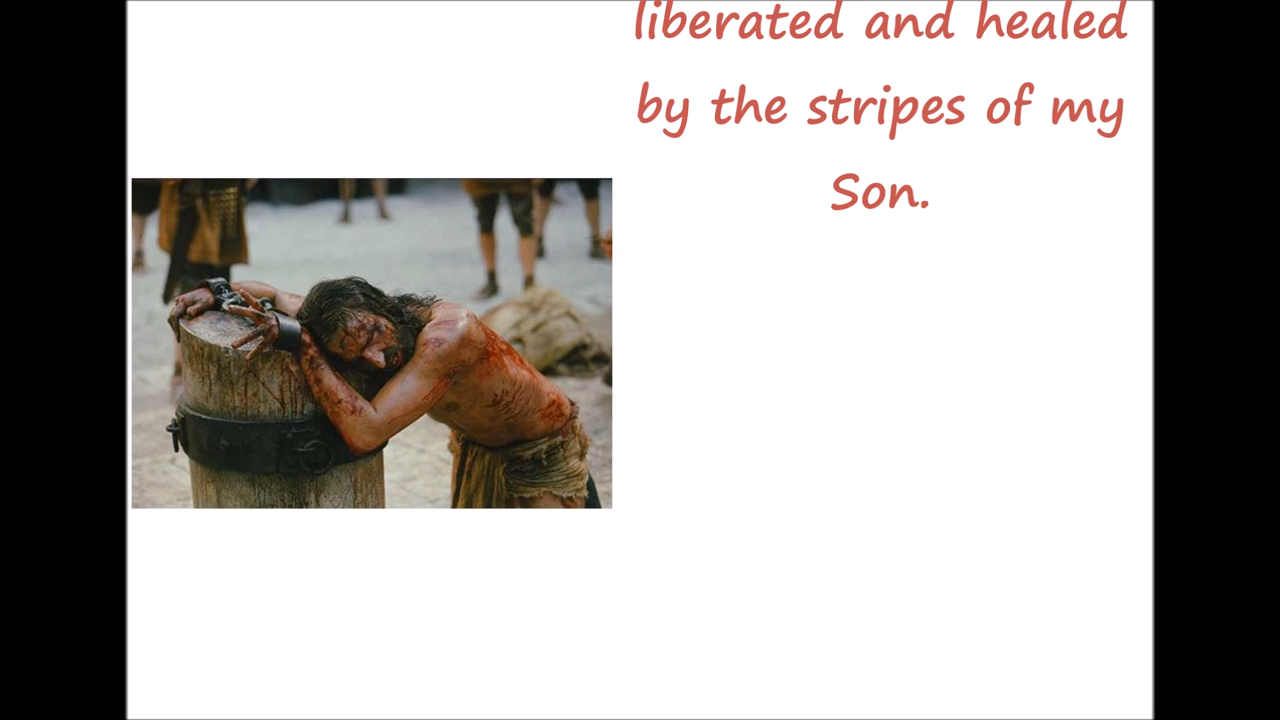 liberated and healed
by the stripes of my
Son.